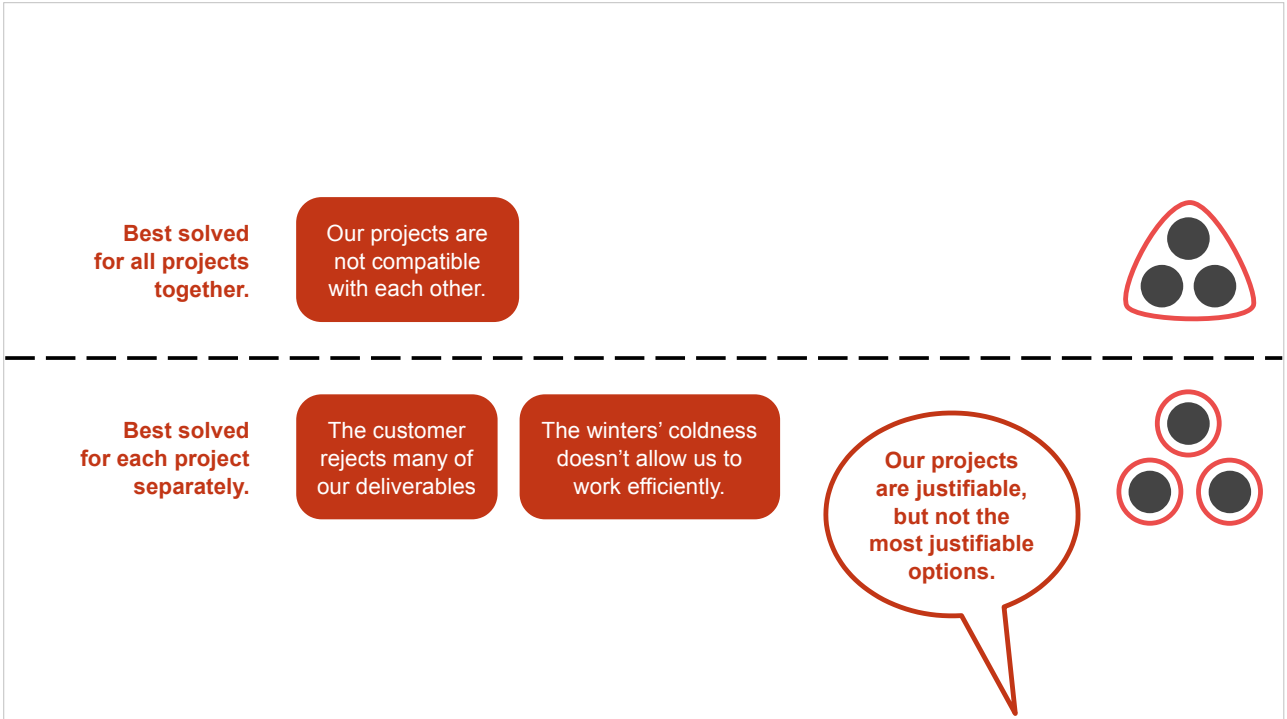 Best solved
for all projects
together.
Our projects are
not compatible
with each other.
Best solved
for each project
separately.
The customer
rejects many of
our deliverables
The winters’ coldness
doesn’t allow us to
work efficiently.
Our projects
are justifiable,
but not the
most justifiable
options.